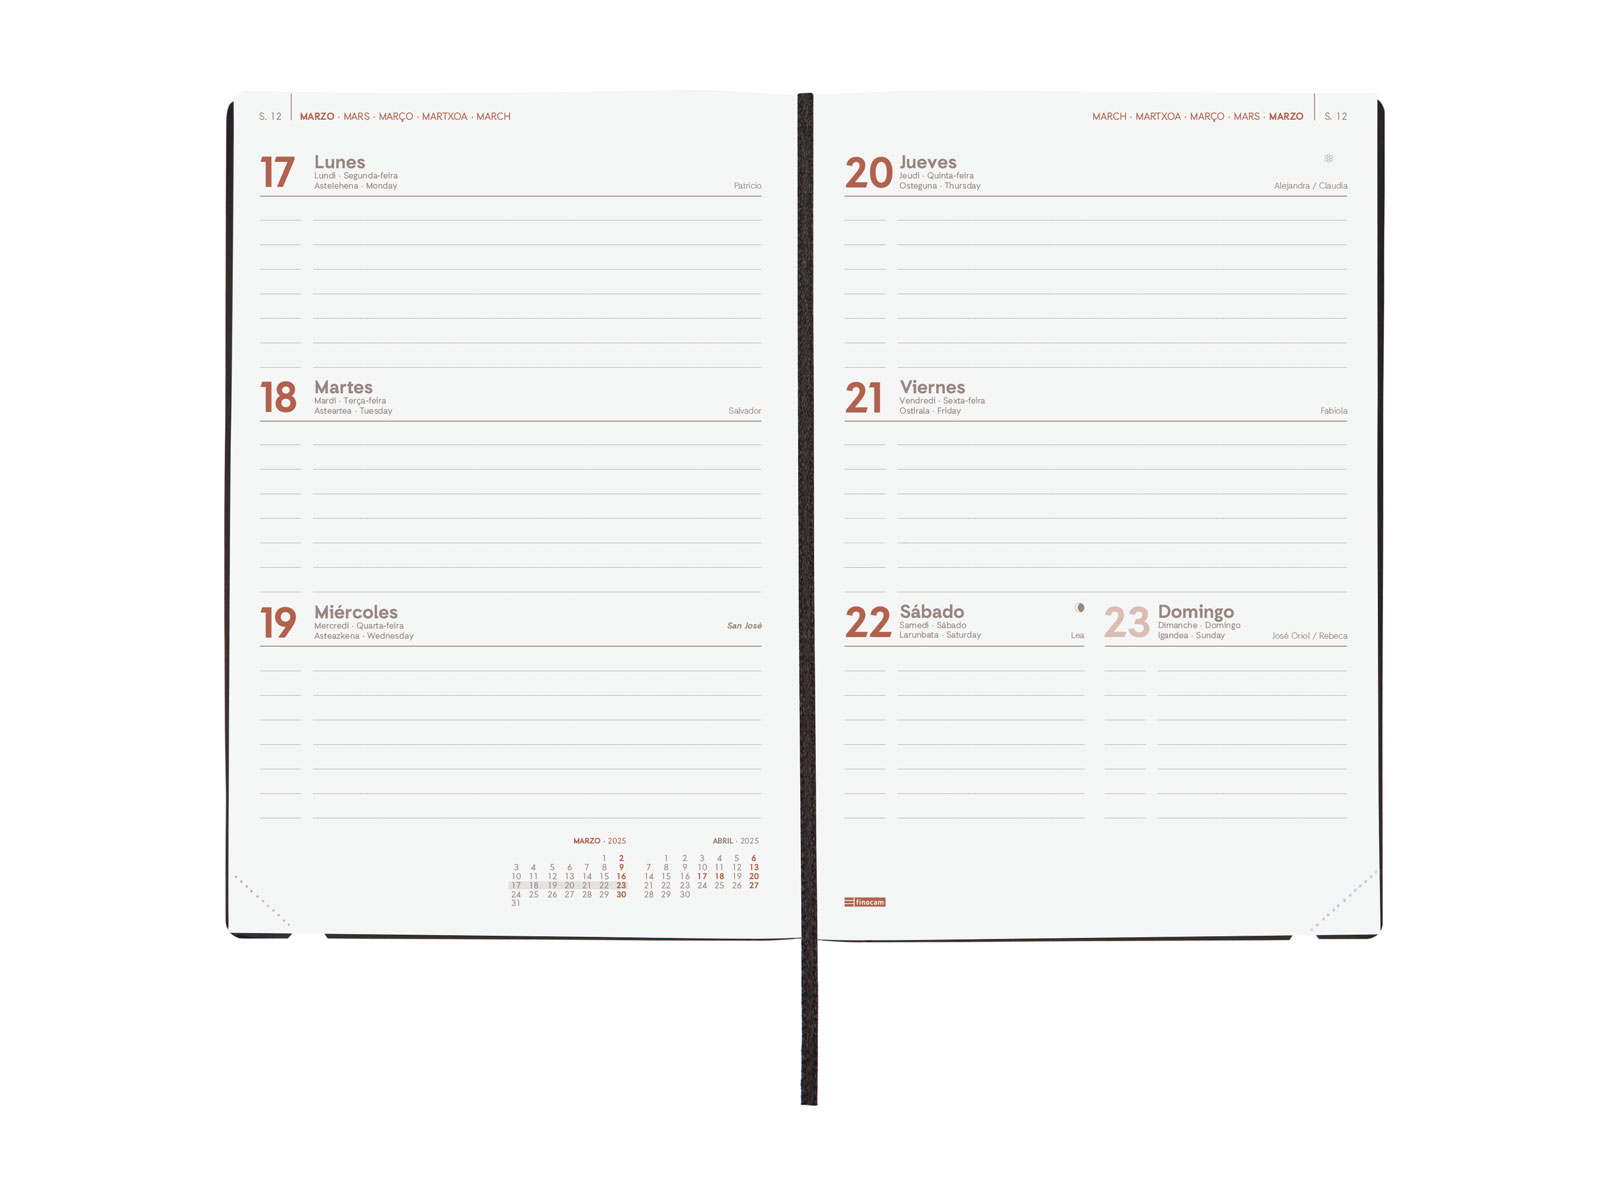 S. 12 MARZO · MARS · MARÇO · MARTXOA · MARCH
17 Lunes
Lundi · Segunda-feira
Astelehena · Monday
Patricio
18 Martes
Mardi · Terça-feira
Asteartea · Tuesday
Salvador
19 Miércoles
Mercredi · Quarta-feira
Asteazkena · Wednesday
San José
MARZO · 2025
1 2
3 4 5 6 7 8 9
10 11 12 13 14 15 16
17 18 19 20 21 22 23
24 25 26 27 28 29 30
31
ABRIL · 2025
1 2 3 4 5 6
7 8 9 10 11 12 13
14 15 16 17 18 19 20
21 22 23 24 25 26 27
28 29 30
MARCH · MARTXOA · MARÇO · MARS · MARZO S. 12
20 Jueves
Jeudi · Quinta-feira
Osteguna · Thursday
Alejandra / Claudia
21 Viernes
Vendredi · Sexta-feira
Ostirala · Friday
Fabiola
22 Sábado
Samedi · Sábado
Larunbata · Saturday
Lea
23 Domingo
Dimanche · Domingo
Igandea · Sunday
José Oriol / Rebeca
finocam